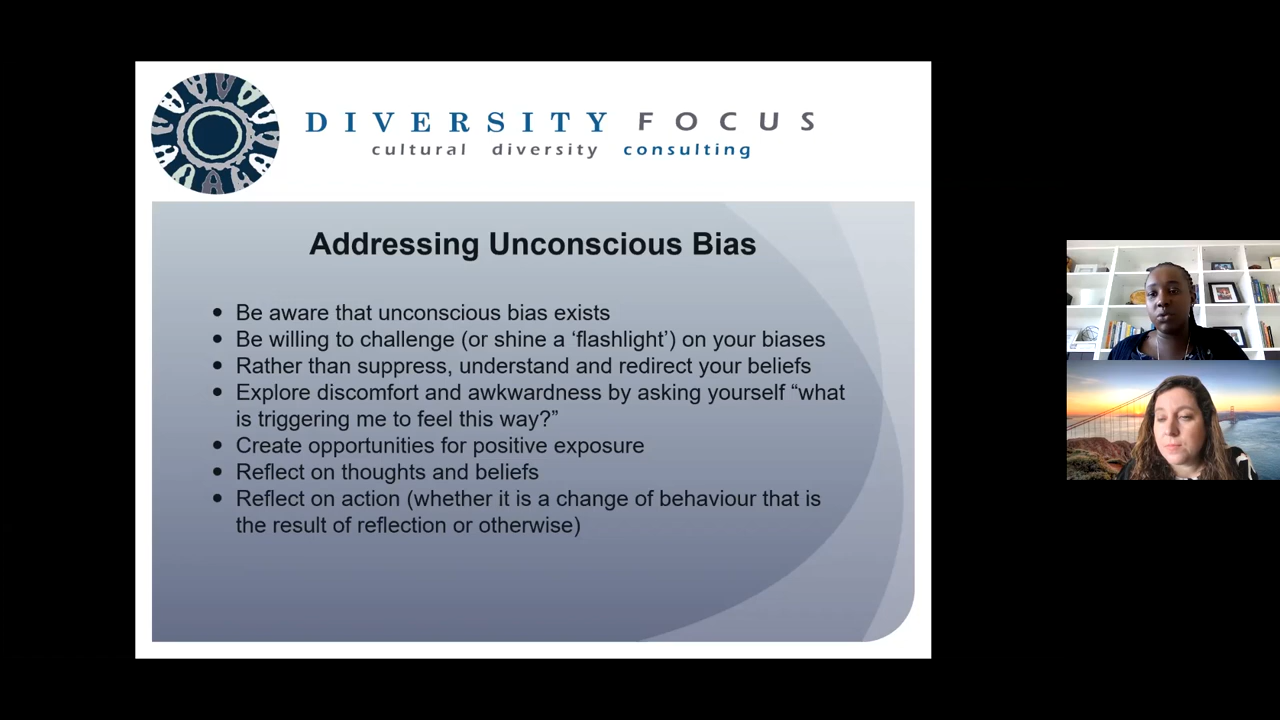 DIVERSITY FOCUS
cultural diversity consulting
Addressing Unconscious Bias
• Be aware that unconscious bias exists
• Be willing to challenge (or shine a ‘flashlight’) on your biases
• Rather than suppress, understand and redirect your beliefs
• Explore discomfort and awkwardness by asking yourself “what
is triggering me to feel this way?”
• Create opportunities for positive exposure
• Reflect on thoughts and beliefs
• Reflect on action (whether it is a change of behaviour that is
the result of reflection or otherwise)